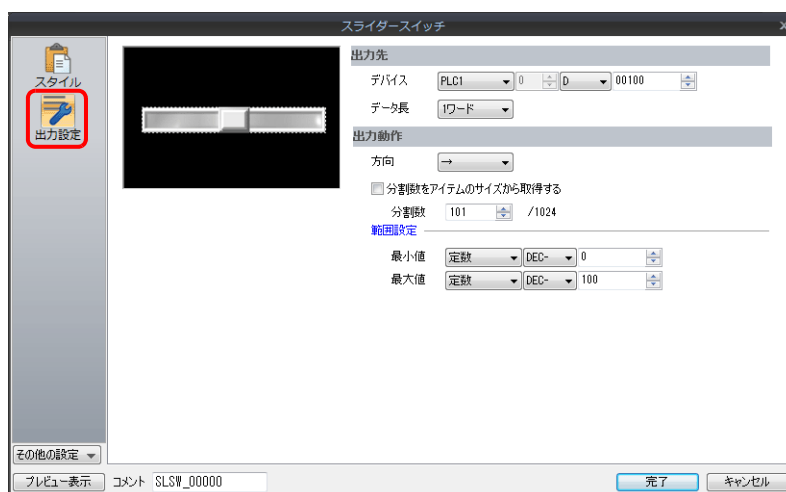 スライダースイッチ
スタイル
出力設定
出力先
デバイス PLC1 0 D 00100
データ長 1ワード
出力動作
方向 →
分割数をアイテムのサイズから取得する
分割数 101 /1024
範囲設定
最小値 定数 DEC- 0
最大値 定数 DEC- 100
その他の設定
プレビュー表示 コメント SLSW_00000 完了 キャンセル